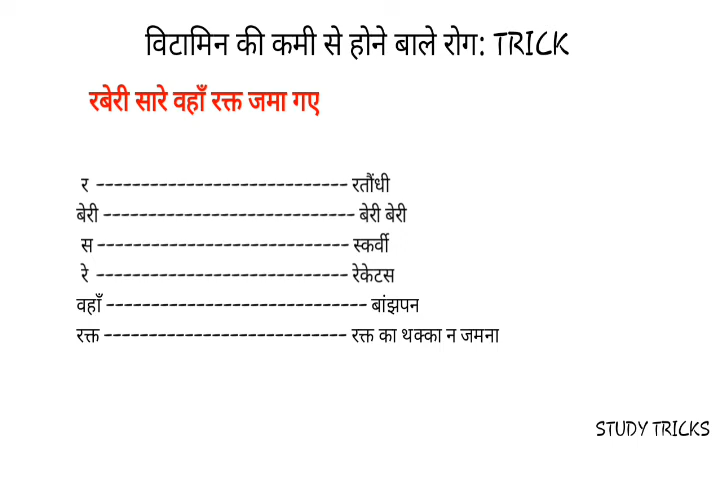 विटामिन की कमी से होने बाले रोग: TRICK
रबेरी सारे वहाँ रक्त जमा गए
र ---------------------------- रतौंधी
बेरी ---------------------------- बेरी बेरी
स ---------------------------- स्कर्वी
रे ---------------------------- रेकेटस
वहाँ ----------------------------- बांझपन
रक्त --------------------------- रक्त का थक्का न जमना
STUDY TRICKS